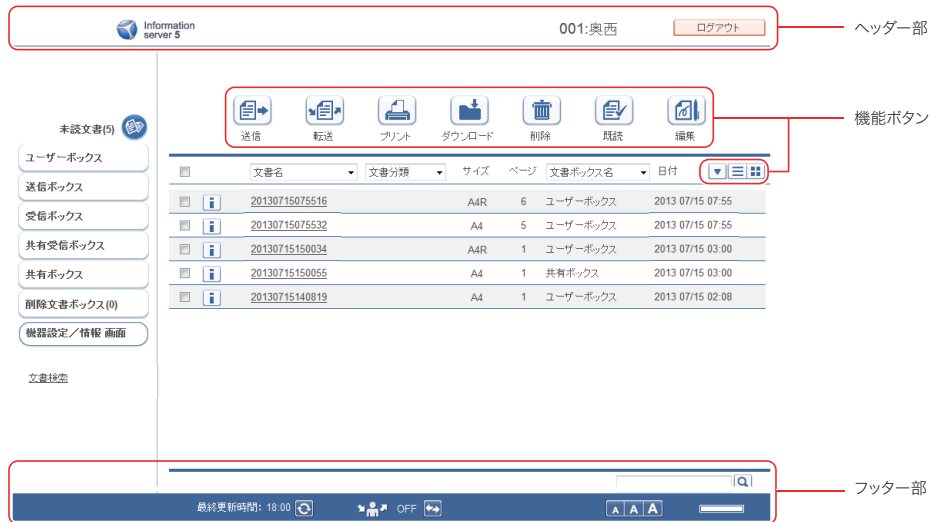 Information
server 5
001:奥西
ログアウト
ヘッダー部
送信
転送
プリント
ダウンロード
削除
既読
編集
機能ボタン
未読文書(5)
ユーザーボックス
送信ボックス
受信ボックス
共有受信ボックス
共有ボックス
削除文書ボックス(0)
機器設定／情報 画面
文書検索
文書名 文書分類 サイズ ページ 文書ボックス名 日付
i 20130715075516 A4R 6 ユーザーボックス 2013 07/15 07:55
i 20130715075532 A4 5 ユーザーボックス 2013 07/15 07:55
i 20130715150034 A4R 1 ユーザーボックス 2013 07/15 03:00
i 20130715150055 A4 1 共有ボックス 2013 07/15 03:00
i 20130715140819 A4 1 ユーザーボックス 2013 07/15 02:08
フッター部
最終更新時間: 18:00 OFF A A A